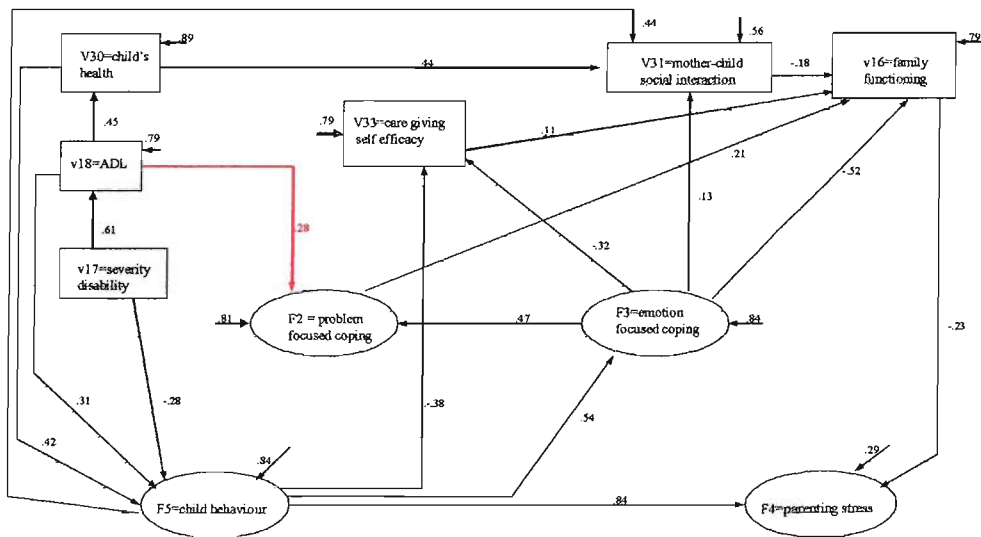 .44
.56
.89
V30=child's
health
.44
V31=mother-child
social interaction
-.18
.79
v16=family
functioning
.45
.79
V33=care giving
self efficacy
.11
.79
v18=ADL
.21
-.52
.13
.61
.28
-.32
v17=severity
disability
.81
F2 = problem
focused coping
.47
F3=emotion
focused coping
.84
-.23
.31
-.28
-.38
.54
.42
.84
.29
F5=child behaviour
.84
F4=parenting stress